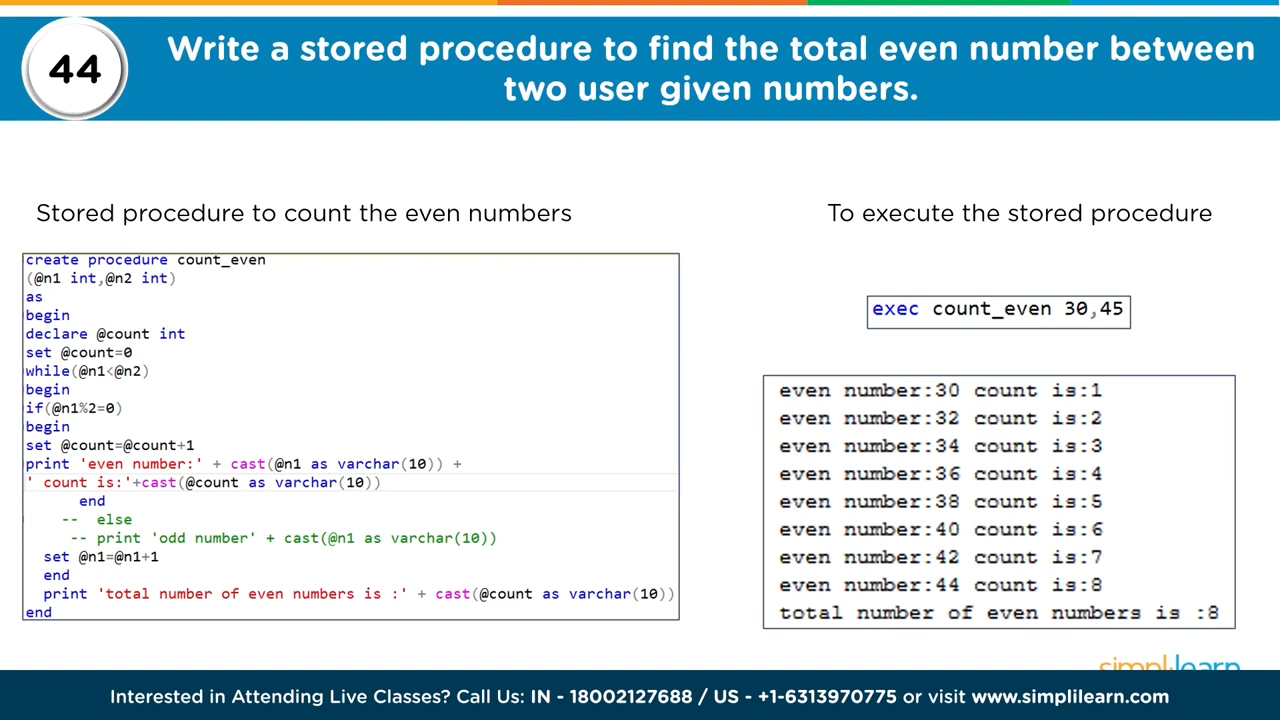 44
Write a stored procedure to find the total even number between
two user given numbers.
Stored procedure to count the even numbers
create procedure count_even
(@n1 int,@n2 int)
as
begin
declare @count int
set @count=0
while(@n1<@n2)
begin
if(@n1%2=0)
begin
set @count=@count+1
print 'even number:' + cast(@n1 as varchar(10)) +
' count is:'+cast(@count as varchar(10))
end
-- else
-- print 'odd number' + cast(@n1 as varchar(10))
set @n1=@n1+1
end
print 'total number of even numbers is :' + cast(@count as varchar(10))
end
To execute the stored procedure
exec count_even 30,45
even number:30 count is:1
even number:32 count is:2
even number:34 count is:3
even number:36 count is:4
even number:38 count is:5
even number:40 count is:6
even number:42 count is:7
even number:44 count is:8
total number of even numbers is :8
simplilearn
Interested in Attending Live Classes? Call Us: IN - 18002127688 / US - +1-6313970775 or visit www.simplilearn.com